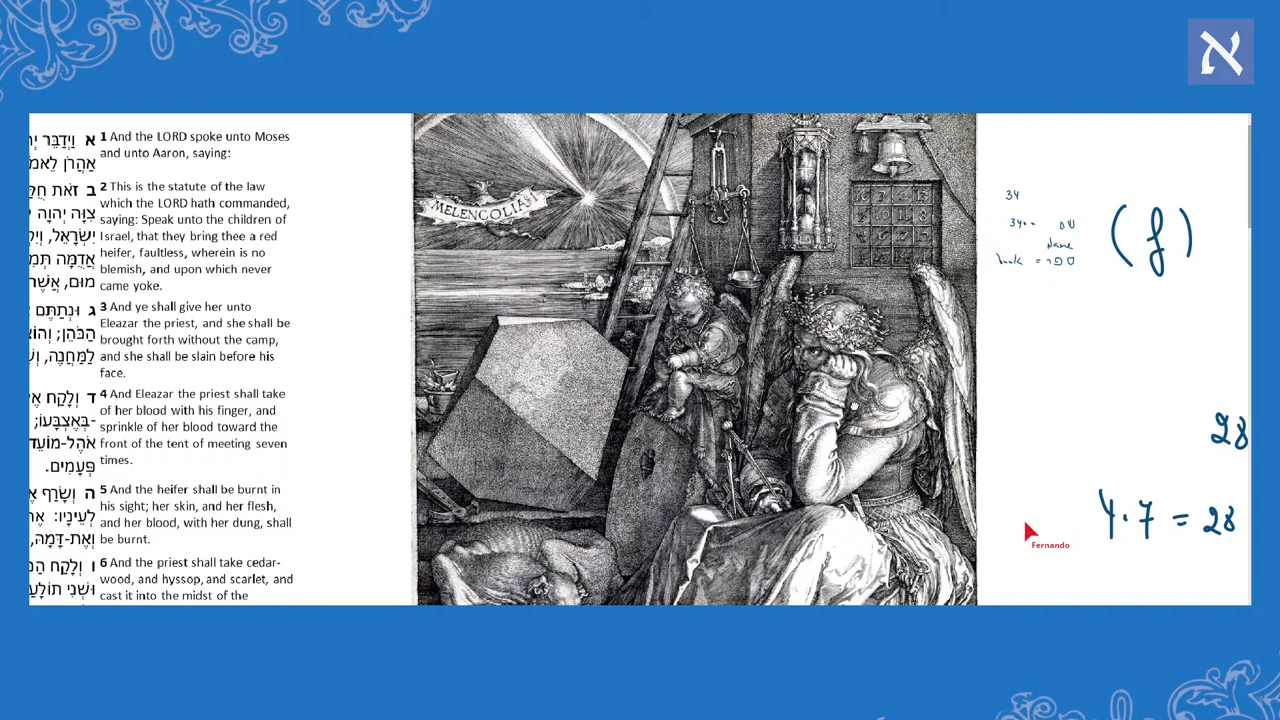 א
א וַיְדַבֵּר
1 And the LORD spoke unto Moses
and unto Aaron, saying:
ב זֹאת
2 This is the statute of the law
which the LORD hath commanded,
saying: Speak unto the children of
Israel, that they bring thee a red
heifer, faultless, wherein is no
blemish, and upon which never
came yoke.
צִוָּה יְהוָה
יִשְׂרָאֵל,
אֲדֻמָּה
מוּם,
ג וּנְתַתֶּם
3 And ye shall give her unto
Eleazar the priest, and she shall be
brought forth without the camp,
and she shall be slain before his
face.
הַכֹּהֵן;
לַמַּחֲנֶה,
ד וְלָקַח
4 And Eleazar the priest shall take
of her blood with his finger, and
sprinkle of her blood toward the
front of the tent of meeting seven
times.
בְּאֶצְבָּעוֹ;
אֹהֶל-מוֹעֵד
פְּעָמִים.
ה וְשָׂרַף
5 And the heifer shall be burnt in
his sight; her skin, and her flesh,
and her blood, with her dung, shall
be burnt.
לְעֵינָיו:
וְאֶת-דָּמָהּ,
ו וְלָקַח
6 And the priest shall take cedar-
wood, and hyssop, and scarlet, and
cast it into the midst of the
וּשְׁנִי
MELENCOLIA I
34
340 = שם
Name
book = ספר
28
4 · 7 = 28
Fernando